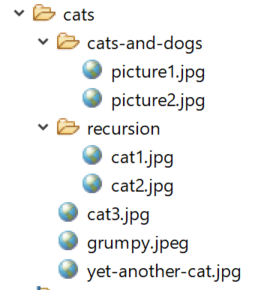 cats
cats-and-dogs
picture1.jpg
picture2.jpg
recursion
cat1.jpg
cat2.jpg
cat3.jpg
grumpy.jpeg
yet-another-cat.jpg